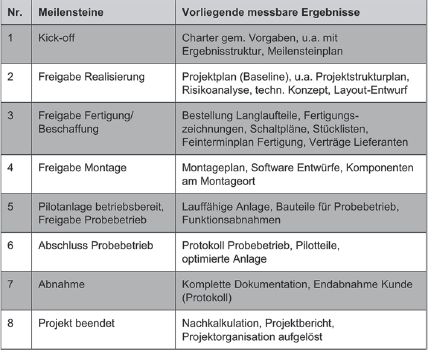 Nr. Meilensteine Vorliegende messbare Ergebnisse
1 Kick-off Charter gem. Vorgaben, u.a. mit
Ergebnisstruktur, Meilensteinplan
2 Freigabe Realisierung Projektplan (Baseline), u.a. Projektstrukturplan,
Risikoanalyse, techn. Konzept, Layout-Entwurf
3 Freigabe Fertigung/ Bestellung Langlaufteile, Fertigungs-
Beschaffung zeichnungen, Schaltpläne, Stücklisten,
Feinterminplan Fertigung, Verträge Lieferanten
4 Freigabe Montage Montageplan, Software Entwürfe, Komponenten
am Montageort
5 Pilotanlage betriebsbereit, Lauffähige Anlage, Bauteile für Probebetrieb,
Freigabe Probebetrieb Funktionsabnahmen
6 Abschluss Probebetrieb Protokoll Probebetrieb, Pilotteile,
optimierte Anlage
7 Abnahme Komplette Dokumentation, Endabnahme Kunde
(Protokoll)
8 Projekt beendet Nachkalkulation, Projektbericht,
Projektorganisation aufgelöst